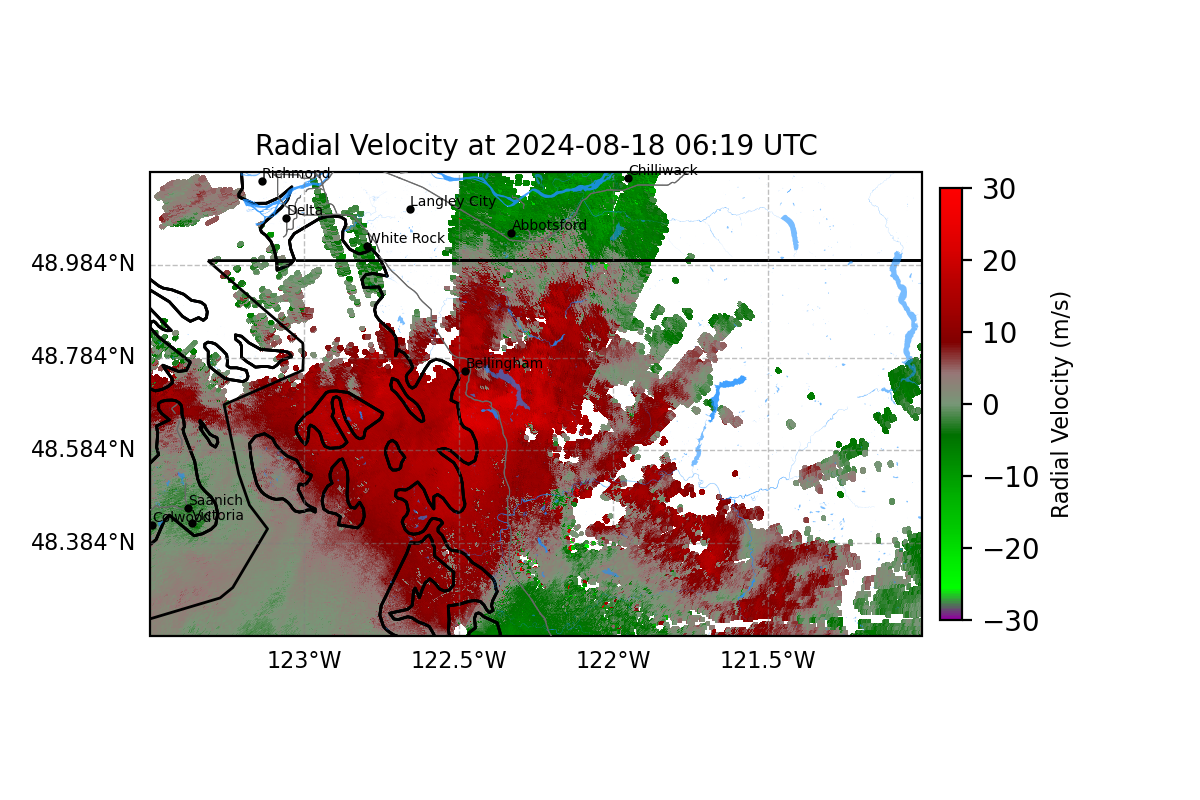 Radial Velocity at 2024-08-18 06:19 UTC
Richmond
Chilliwack
Langley City
Delta
Abbotsford
White Rock
Bellingham
Saanich
Victoria
Colwood
48.984°N
48.784°N
48.584°N
48.384°N
123°W
122.5°W
122°W
121.5°W
30
20
10
0
−10
−20
−30
Radial Velocity (m/s)